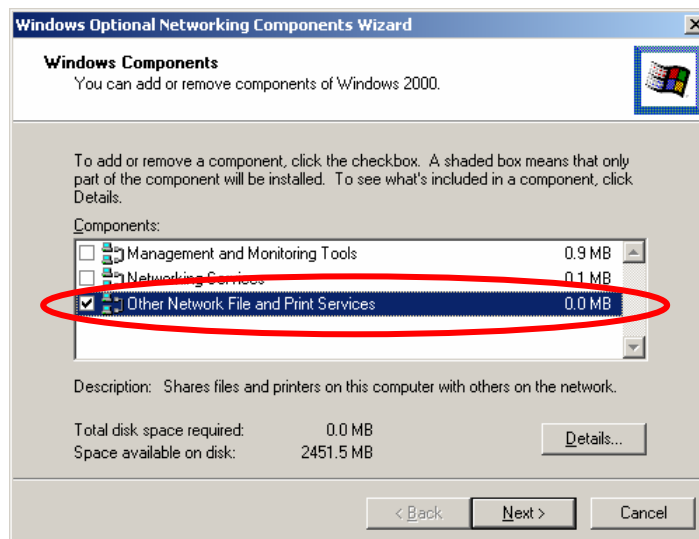 Windows Optional Networking Components Wizard
Windows Components
You can add or remove components of Windows 2000.
To add or remove a component, click the checkbox. A shaded box means that only
part of the component will be installed. To see what's included in a component, click
Details.
Components:
Management and Monitoring Tools 0.9 MB
Networking Services 0.1 MB
Other Network File and Print Services 0.0 MB
Description: Shares files and printers on this computer with others on the network.
Total disk space required: 0.0 MB
Space available on disk: 2451.5 MB
Details...
< Back
Next >
Cancel